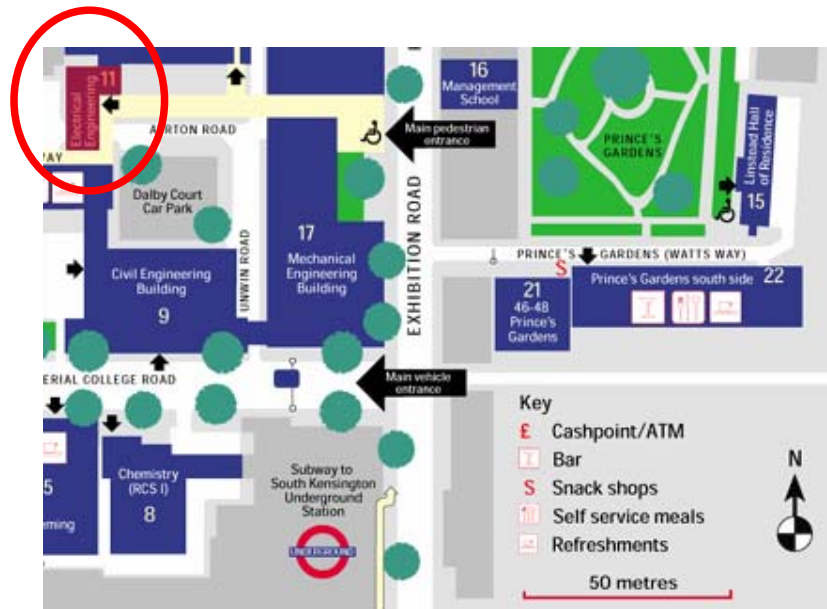 11
Electrical
Engineering
AIRTON ROAD
WAY
Dalby Court
Car Park
UNWIN ROAD
Civil Engineering
Building
9
17
Mechanical
Engineering
Building
EXHIBITION ROAD
Main pedestrian
entrance
16
Management
School
PRINCE'S
GARDENS
Linstead Hall
of Residence
15
PRINCE'S GARDENS (WATTS WAY)
S
21
46-48
Prince's
Gardens
Prince's Gardens south side 22
ERIAL COLLEGE ROAD
Main vehicle
entrance
5
eming
Chemistry
(RCS I)
8
Subway to
South Kensington
Underground
Station
UNDERGROUND
Key
£ Cashpoint/ATM
Bar
S Snack shops
Self service meals
Refreshments
N
50 metres